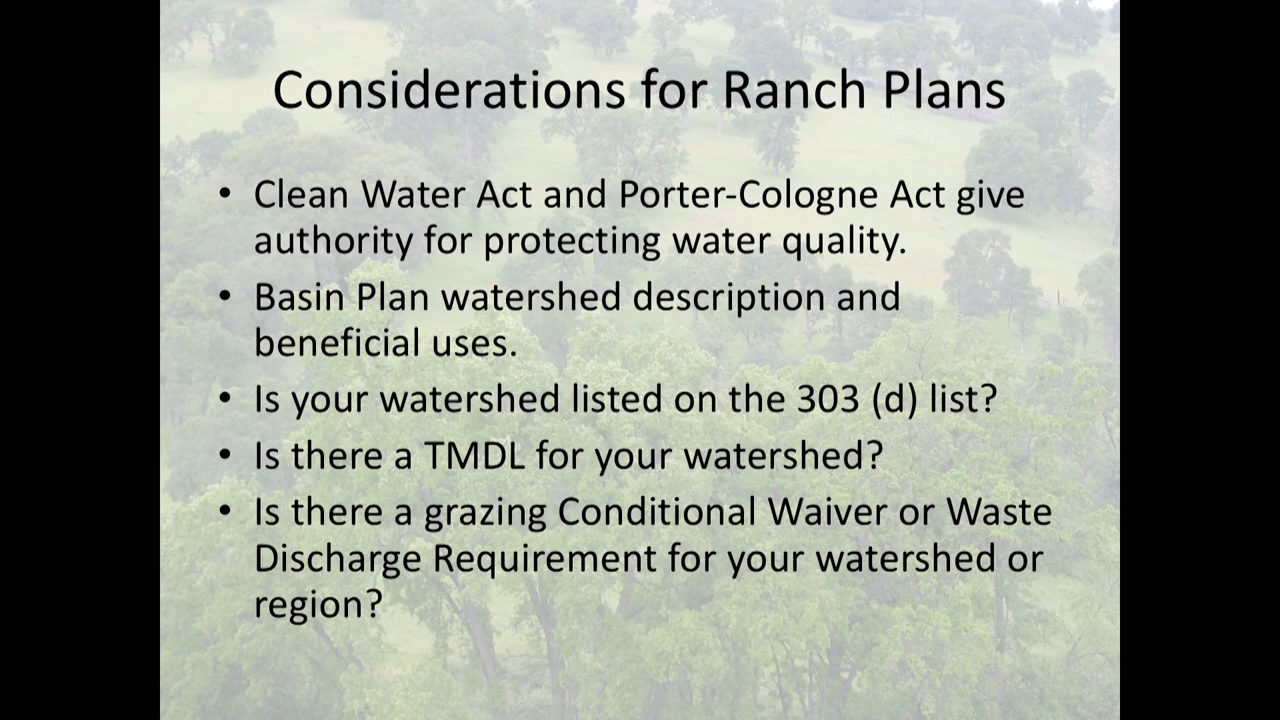 Considerations for Ranch Plans
• Clean Water Act and Porter-Cologne Act give
authority for protecting water quality.
• Basin Plan watershed description and
beneficial uses.
• Is your watershed listed on the 303 (d) list?
• Is there a TMDL for your watershed?
• Is there a grazing Conditional Waiver or Waste
Discharge Requirement for your watershed or
region?